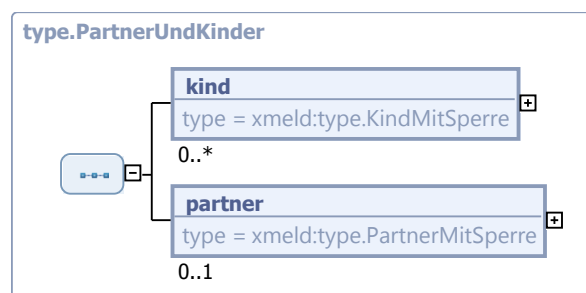 type.PartnerUndKinder
kind
type = xmeld:type.KindMitSperre
0..*
partner
type = xmeld:type.PartnerMitSperre
0..1